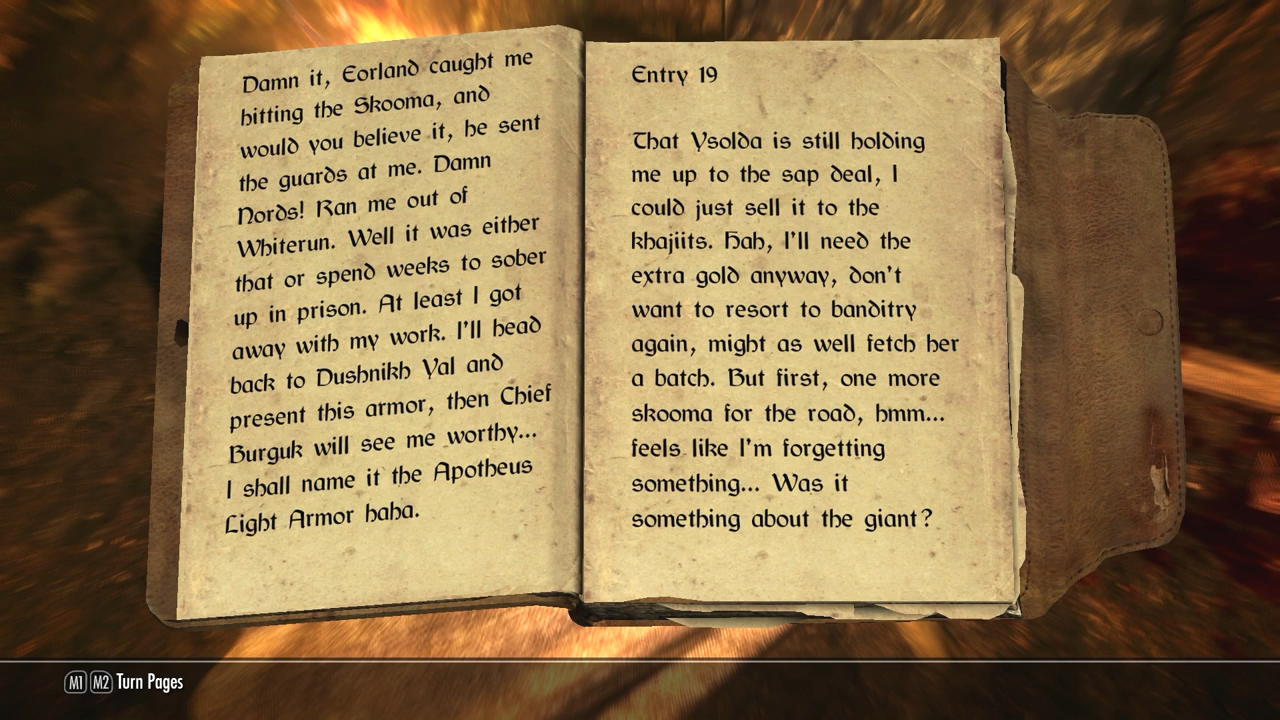 Damn it, Eorland caught me
hitting the Skooma, and
would you believe it, he sent
the guards at me. Damn
Nords! Ran me out of
Whiterun. Well it was either
that or spend weeks to sober
up in prison. At least I got
away with my work. I'll head
back to Dushnikh Yal and
present this armor, then Chief
Burguk will see me worthy...
I shall name it the Apotheus
Light Armor haha.
Entry 19
That Ysolda is still holding
me up to the sap deal, I
could just sell it to the
khajiits. Hah, I'll need the
extra gold anyway, don't
want to resort to banditry
again, might as well fetch her
a batch. But first, one more
skooma for the road, hmm...
feels like I'm forgetting
something... Was it
something about the giant?
M1 M2 Turn Pages